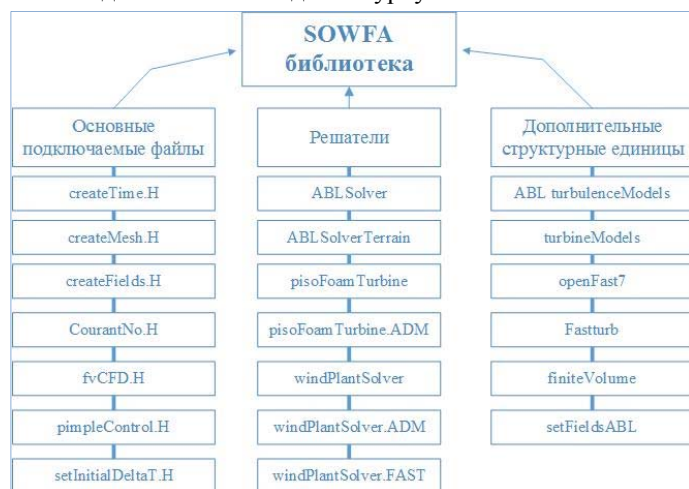 SOWFA
библиотека
Основные
подключаемые файлы
createTime.H
createMesh.H
createFields.H
CourantNo.H
fvCFD.H
pimpleControl.H
setInitialDeltaT.H
Решатели
ABLSolver
ABLSolverTerrain
pisoFoamTurbine
pisoFoamTurbine.ADM
windPlantSolver
windPlantSolver.ADM
windPlantSolver.FAST
Дополнительные
структурные единицы
ABL turbulenceModels
turbineModels
openFast7
Fastturb
finiteVolume
setFieldsABL